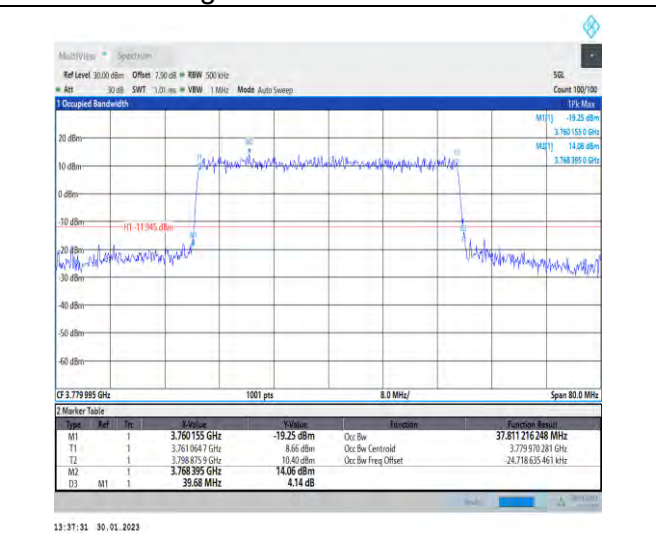 MultiView Spectrum
Ref Level 30.00 dBm Offset 7.90 dB RBW 500 kHz SGL
Att 30 dB SWT 1.01 ms VBW 1 MHz Mode Auto Sweep Count 100/100
1 Occupied Bandwidth 1Pk Max
M1[1] -19.25 dBm
3.760 155 0 GHz
M2[1] 14.06 dBm
3.768 395 0 GHz
20 dBm
M2
T1
T2
10 dBm
0 dBm
-10 dBm
H1 -11.945 dBm
M1
D3
-20 dBm
-30 dBm
-40 dBm
-50 dBm
-60 dBm
CF 3.779 995 GHz 1001 pts 8.0 MHz/ Span 80.0 MHz
2 Marker Table
Type Ref Trc X-Value Y-Value Function Function Result
M1 1 3.760155 GHz -19.25 dBm Occ Bw 37.811 216 248 MHz
T1 1 3.761 064 7 GHz 8.66 dBm Occ Bw Centroid 3.779 970 281 GHz
T2 1 3.798 875 9 GHz 10.40 dBm Occ Bw Freq Offset -24.718 635 461 kHz
M2 1 3.768 395 GHz 14.06 dBm
D3 M1 1 39.68 MHz 4.14 dB
13:37:31 30.01.2023